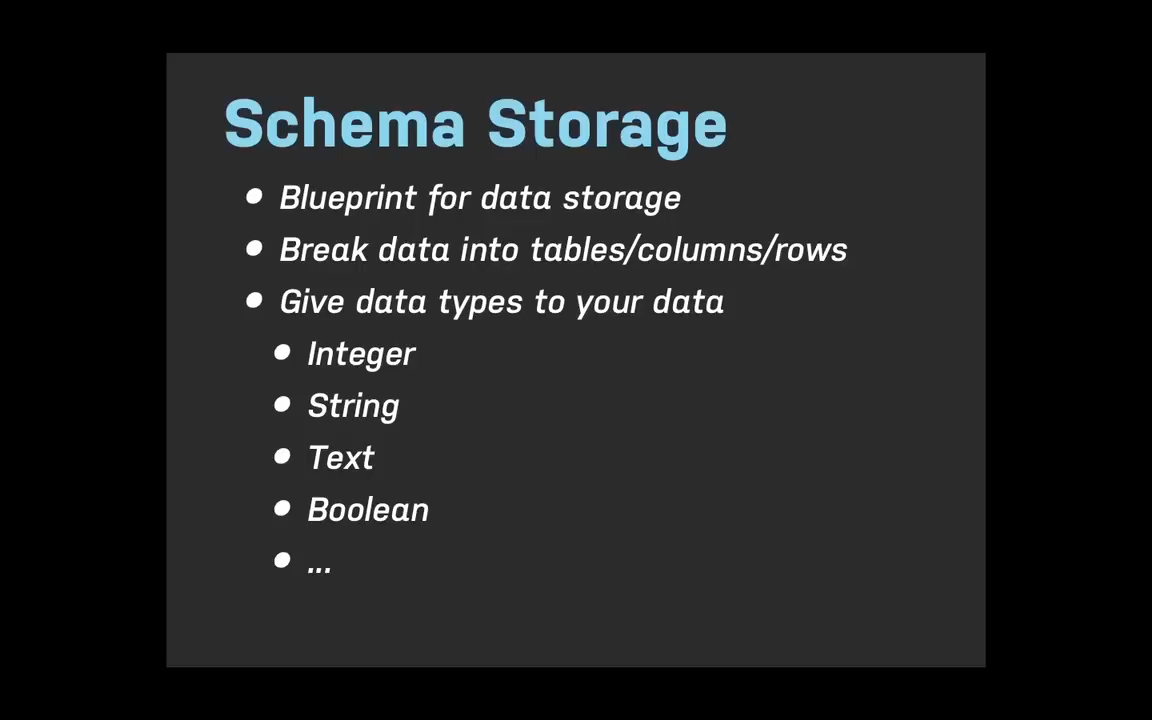 Schema Storage
• Blueprint for data storage
• Break data into tables/columns/rows
• Give data types to your data
• Integer
• String
• Text
• Boolean
• ...